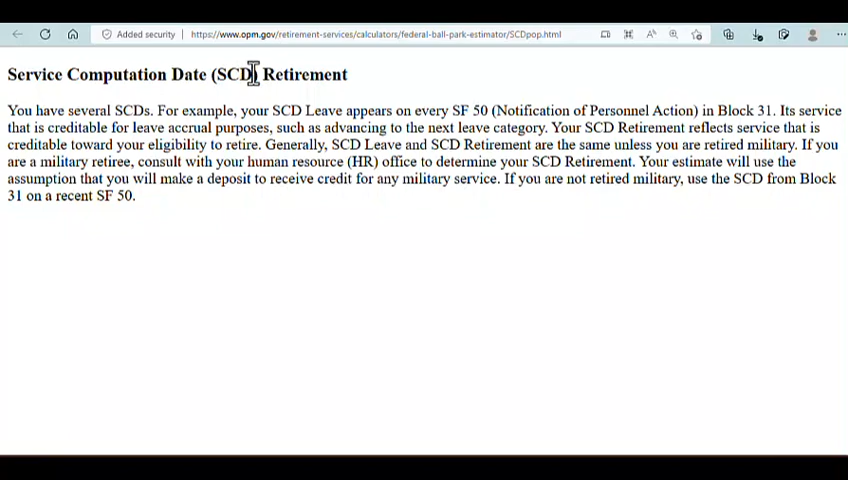 Added security
https://www.opm.gov/retirement-services/calculators/federal-ball-park-estimator/SCDpop.html
Service Computation Date (SCD) Retirement
You have several SCDs. For example, your SCD Leave appears on every SF 50 (Notification of Personnel Action) in Block 31. Its service
that is creditable for leave accrual purposes, such as advancing to the next leave category. Your SCD Retirement reflects service that is
creditable toward your eligibility to retire. Generally, SCD Leave and SCD Retirement are the same unless you are retired military. If you
are a military retiree, consult with your human resource (HR) office to determine your SCD Retirement. Your estimate will use the
assumption that you will make a deposit to receive credit for any military service. If you are not retired military, use the SCD from Block
31 on a recent SF 50.